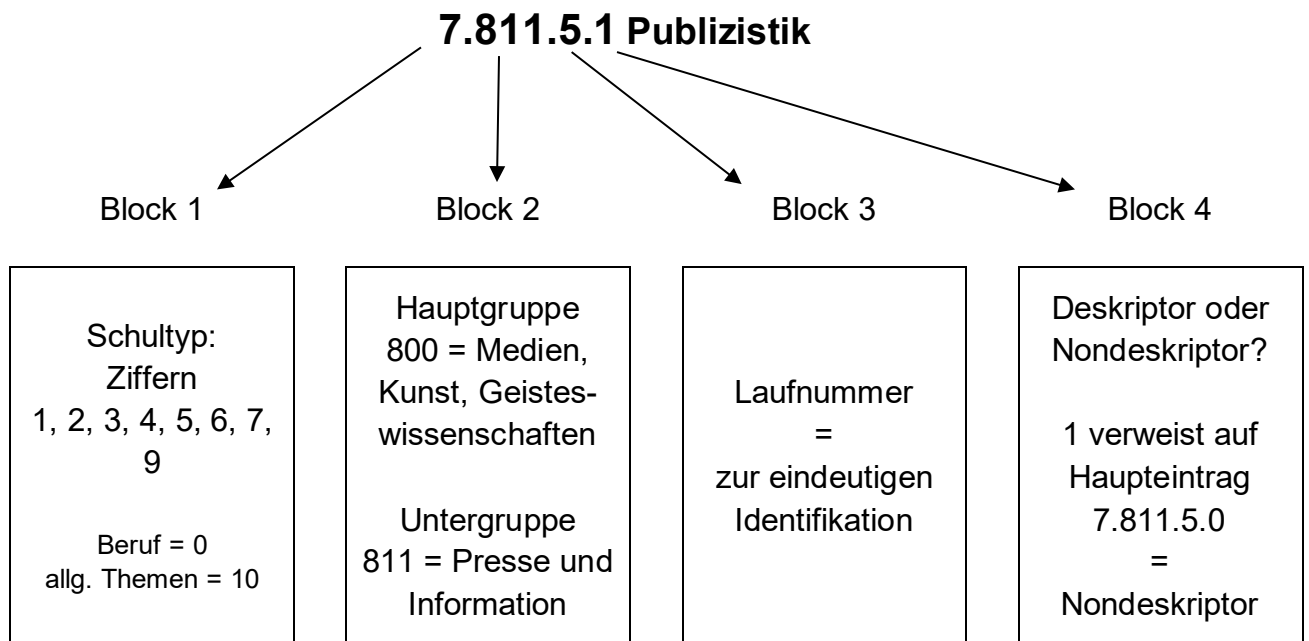 7.811.5.1 Publizistik
Block 1
Block 2
Block 3
Block 4
Schultyp:
Ziffern
1, 2, 3, 4, 5, 6, 7,
9
Beruf = 0
allg. Themen = 10
Hauptgruppe
800 = Medien,
Kunst, Geistes-
wissenschaften
Untergruppe
811 = Presse und
Information
Laufnummer
=
zur eindeutigen
Identifikation
Deskriptor oder
Nondeskriptor?
1 verweist auf
Haupteintrag
7.811.5.0
=
Nondeskriptor